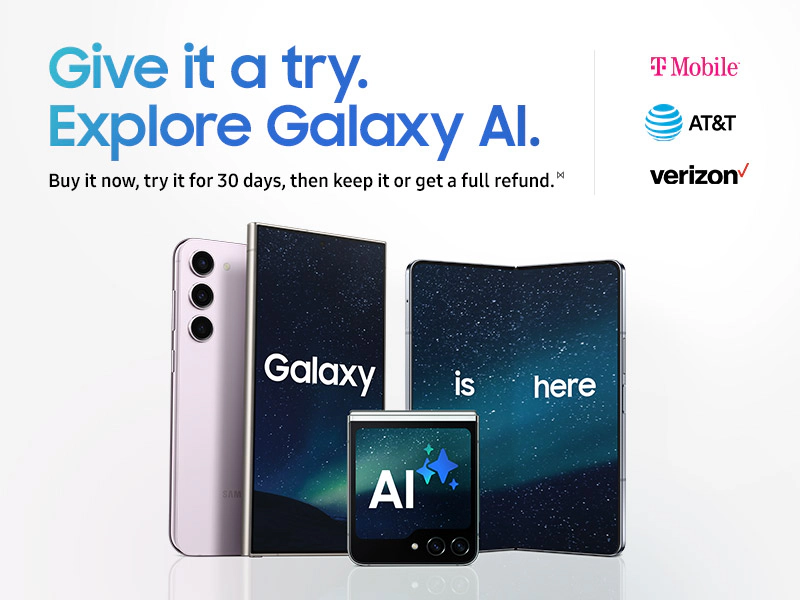 Give it a try.
Explore Galaxy AI.
Buy it now, try it for 30 days, then keep it or get a full refund.⋈
T Mobile
AT&T
verizon✓
Galaxy
is here
AI
SAM